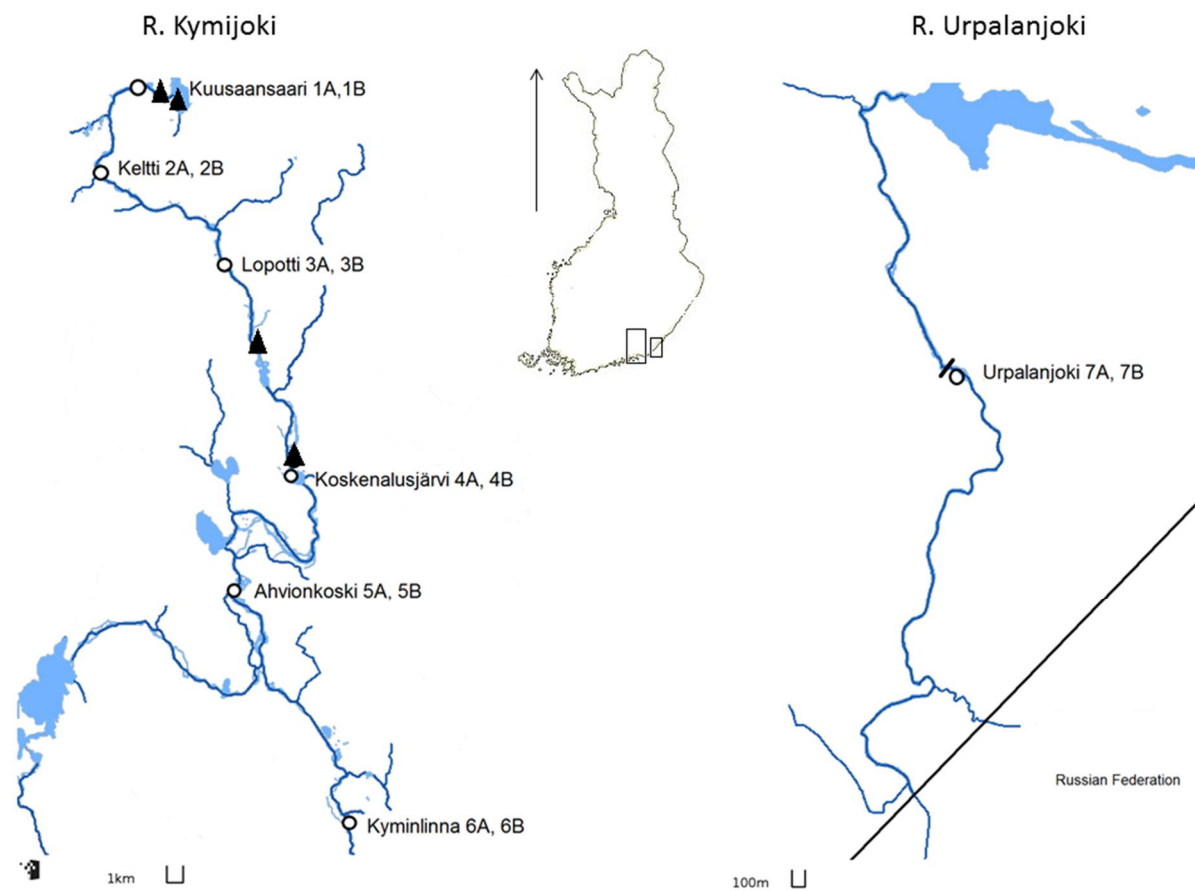 R. Kymijoki
R. Urpalanjoki
Kuusaansaari 1A,1B
Keltti 2A, 2B
Lopotti 3A, 3B
Urpalanjoki 7A, 7B
Koskenalusjärvi 4A, 4B
Ahvionkoski 5A, 5B
Russian Federation
Kyminlinna 6A, 6B
1km
100m